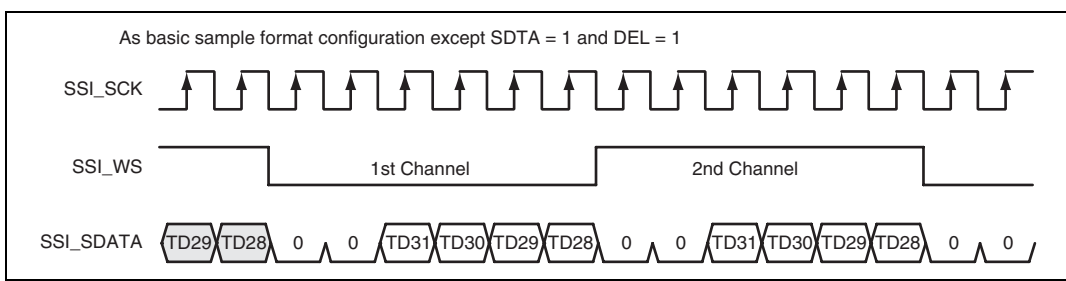 As basic sample format configuration except SDTA = 1 and DEL = 1
SSI_SCK
SSI_WS 1st Channel 2nd Channel
SSI_SDATA TD29 TD28 0 0 TD31 TD30 TD29 TD28 0 0 TD31 TD30 TD29 TD28 0 0